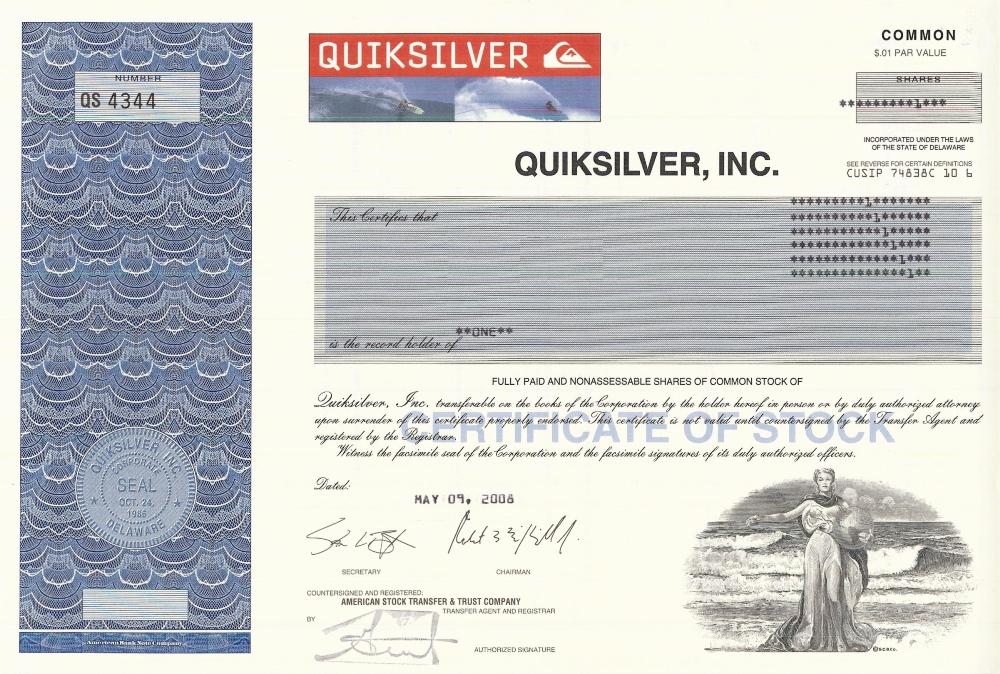 NUMBER
QS 4344
QUIKSILVER
COMMON
$.01 PAR VALUE
SHARES
**********1***
INCORPORATED UNDER THE LAWS
OF THE STATE OF DELAWARE
SEE REVERSE FOR CERTAIN DEFINITIONS
CUSIP 74838C 10 6
QUIKSILVER, INC.
This Certifies that
*********1*******
**********1******
***********1*****
************1****
*************1***
**************1**
**ONE**
is the record holder of
FULLY PAID AND NONASSESSABLE SHARES OF COMMON STOCK OF
Quiksilver, Inc. transferable on the books of the Corporation by the holder hereof in person or by duly authorized attorney
upon surrender of this certificate properly endorsed. This certificate is not valid until countersigned by the Transfer Agent and
registered by the Registrar.
CERTIFICATE OF STOCK
Witness the facsimile seal of the Corporation and the facsimile signatures of its duly authorized officers.
Dated:
MAY 09, 2008
QUIKSILVER, INC.
CORPORATE
SEAL
OCT. 24,
1986
DELAWARE
SECRETARY
CHAIRMAN
COUNTERSIGNED AND REGISTERED:
AMERICAN STOCK TRANSFER & TRUST COMPANY
TRANSFER AGENT AND REGISTRAR
BY
AUTHORIZED SIGNATURE
American Bank Note Company